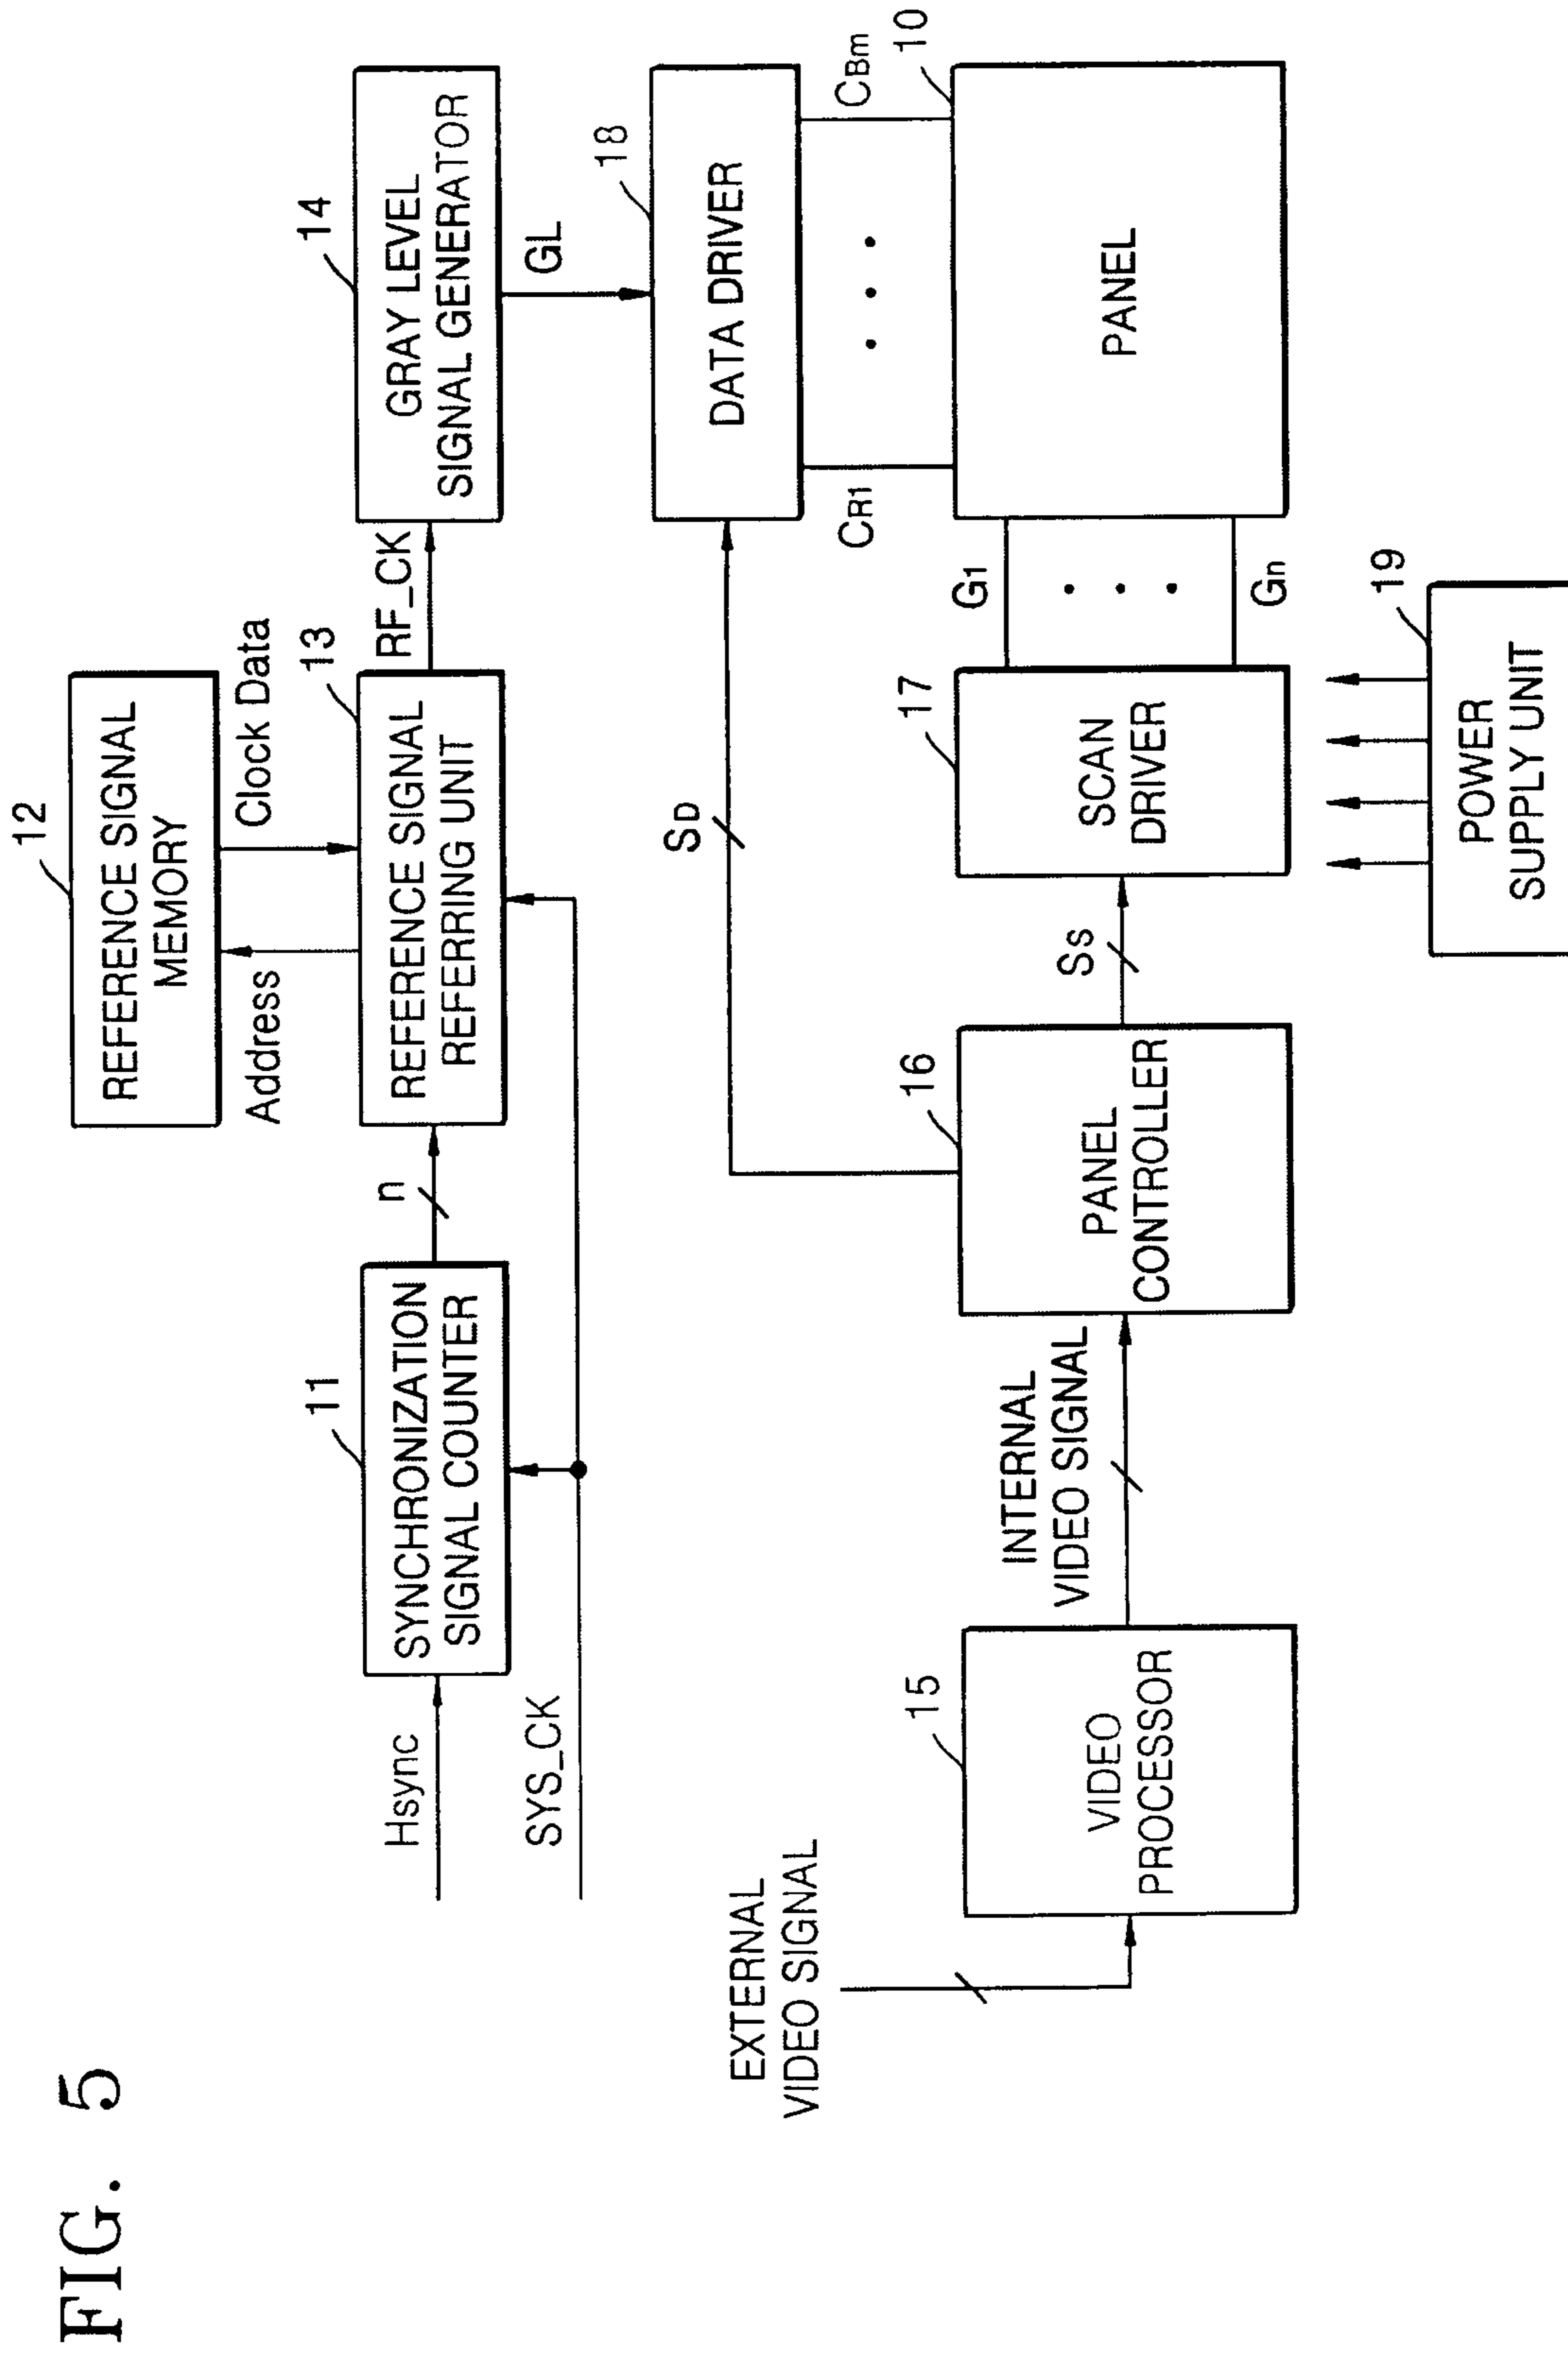 FIG. 5
12
REFERENCE SIGNAL
MEMORY
Address
Clock Data
11
13
14
Hsync
SYNCHRONIZATION
SIGNAL COUNTER
n
REFERENCE SIGNAL
REFERRING UNIT
RF_CK
GRAY LEVEL
SIGNAL GENERATOR
SYS_CK
GL
18
SD
DATA DRIVER
EXTERNAL
VIDEO SIGNAL
CR1
CBm
10
15
16
17
VIDEO
PROCESSOR
INTERNAL
VIDEO SIGNAL
PANEL
CONTROLLER
Ss
SCAN
DRIVER
G1
Gn
PANEL
19
POWER
SUPPLY UNIT